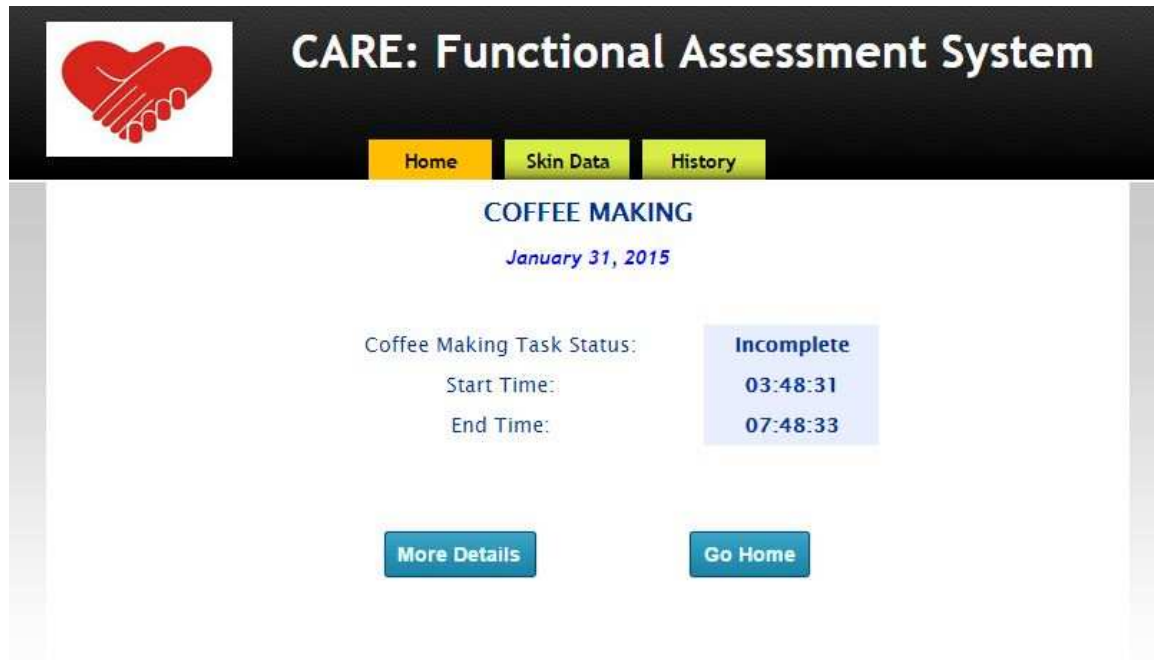 CARE: Functional Assessment System
Home Skin Data History
COFFEE MAKING
January 31, 2015
Coffee Making Task Status: Incomplete
Start Time: 03:48:31
End Time: 07:48:33
More Details Go Home